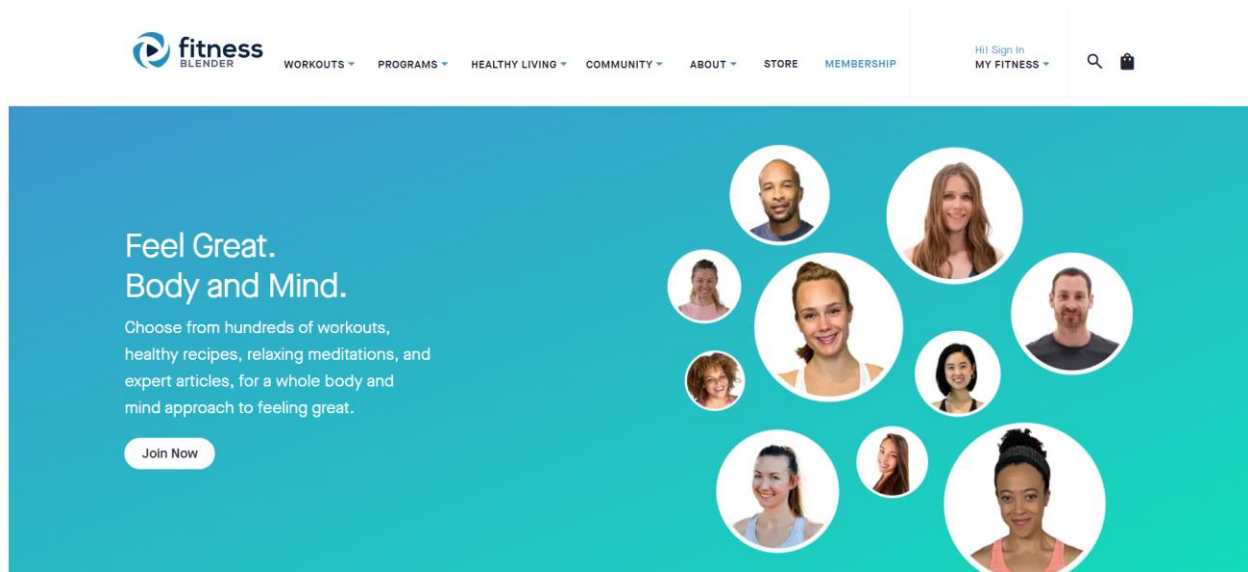 fitness
BLENDER
WORKOUTS PROGRAMS HEALTHY LIVING COMMUNITY ABOUT STORE MEMBERSHIP
Hi! Sign In
MY FITNESS
Feel Great.
Body and Mind.
Choose from hundreds of workouts,
healthy recipes, relaxing meditations, and
expert articles, for a whole body and
mind approach to feeling great.
Join Now